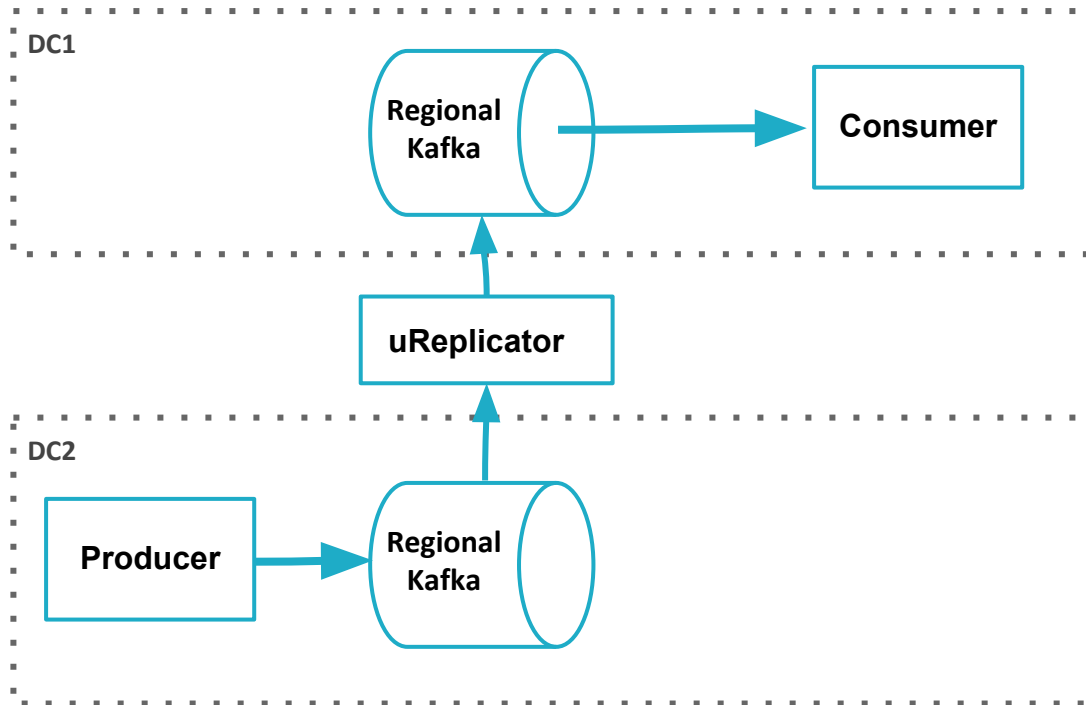 DC1
Regional
Kafka
Consumer
uReplicator
DC2
Producer
Regional
Kafka